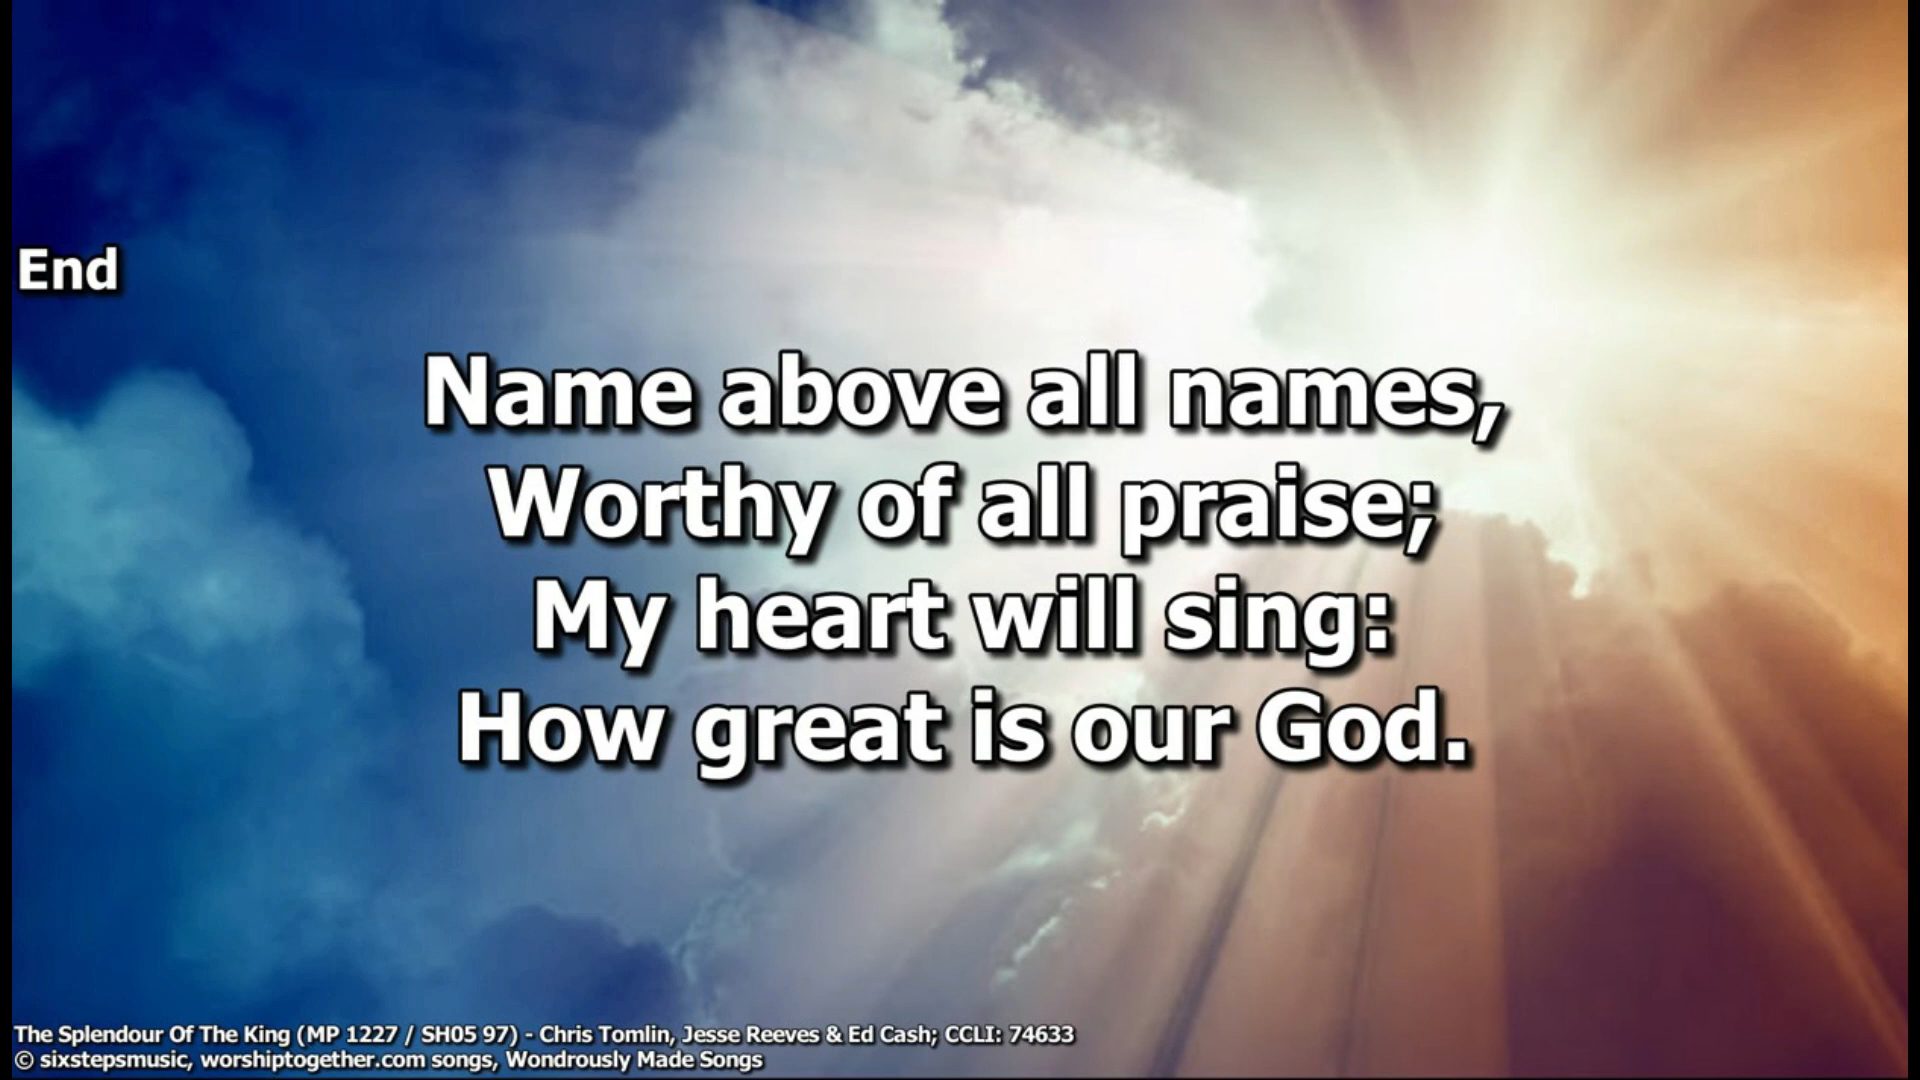 End
Name above all names,
Worthy of all praise;
My heart will sing:
How great is our God.
The Splendour Of The King (MP 1227 / SH05 97) - Chris Tomlin, Jesse Reeves & Ed Cash; CCLI: 74633
© sixstepsmusic, worshiptogether.com songs, Wondrously Made Songs